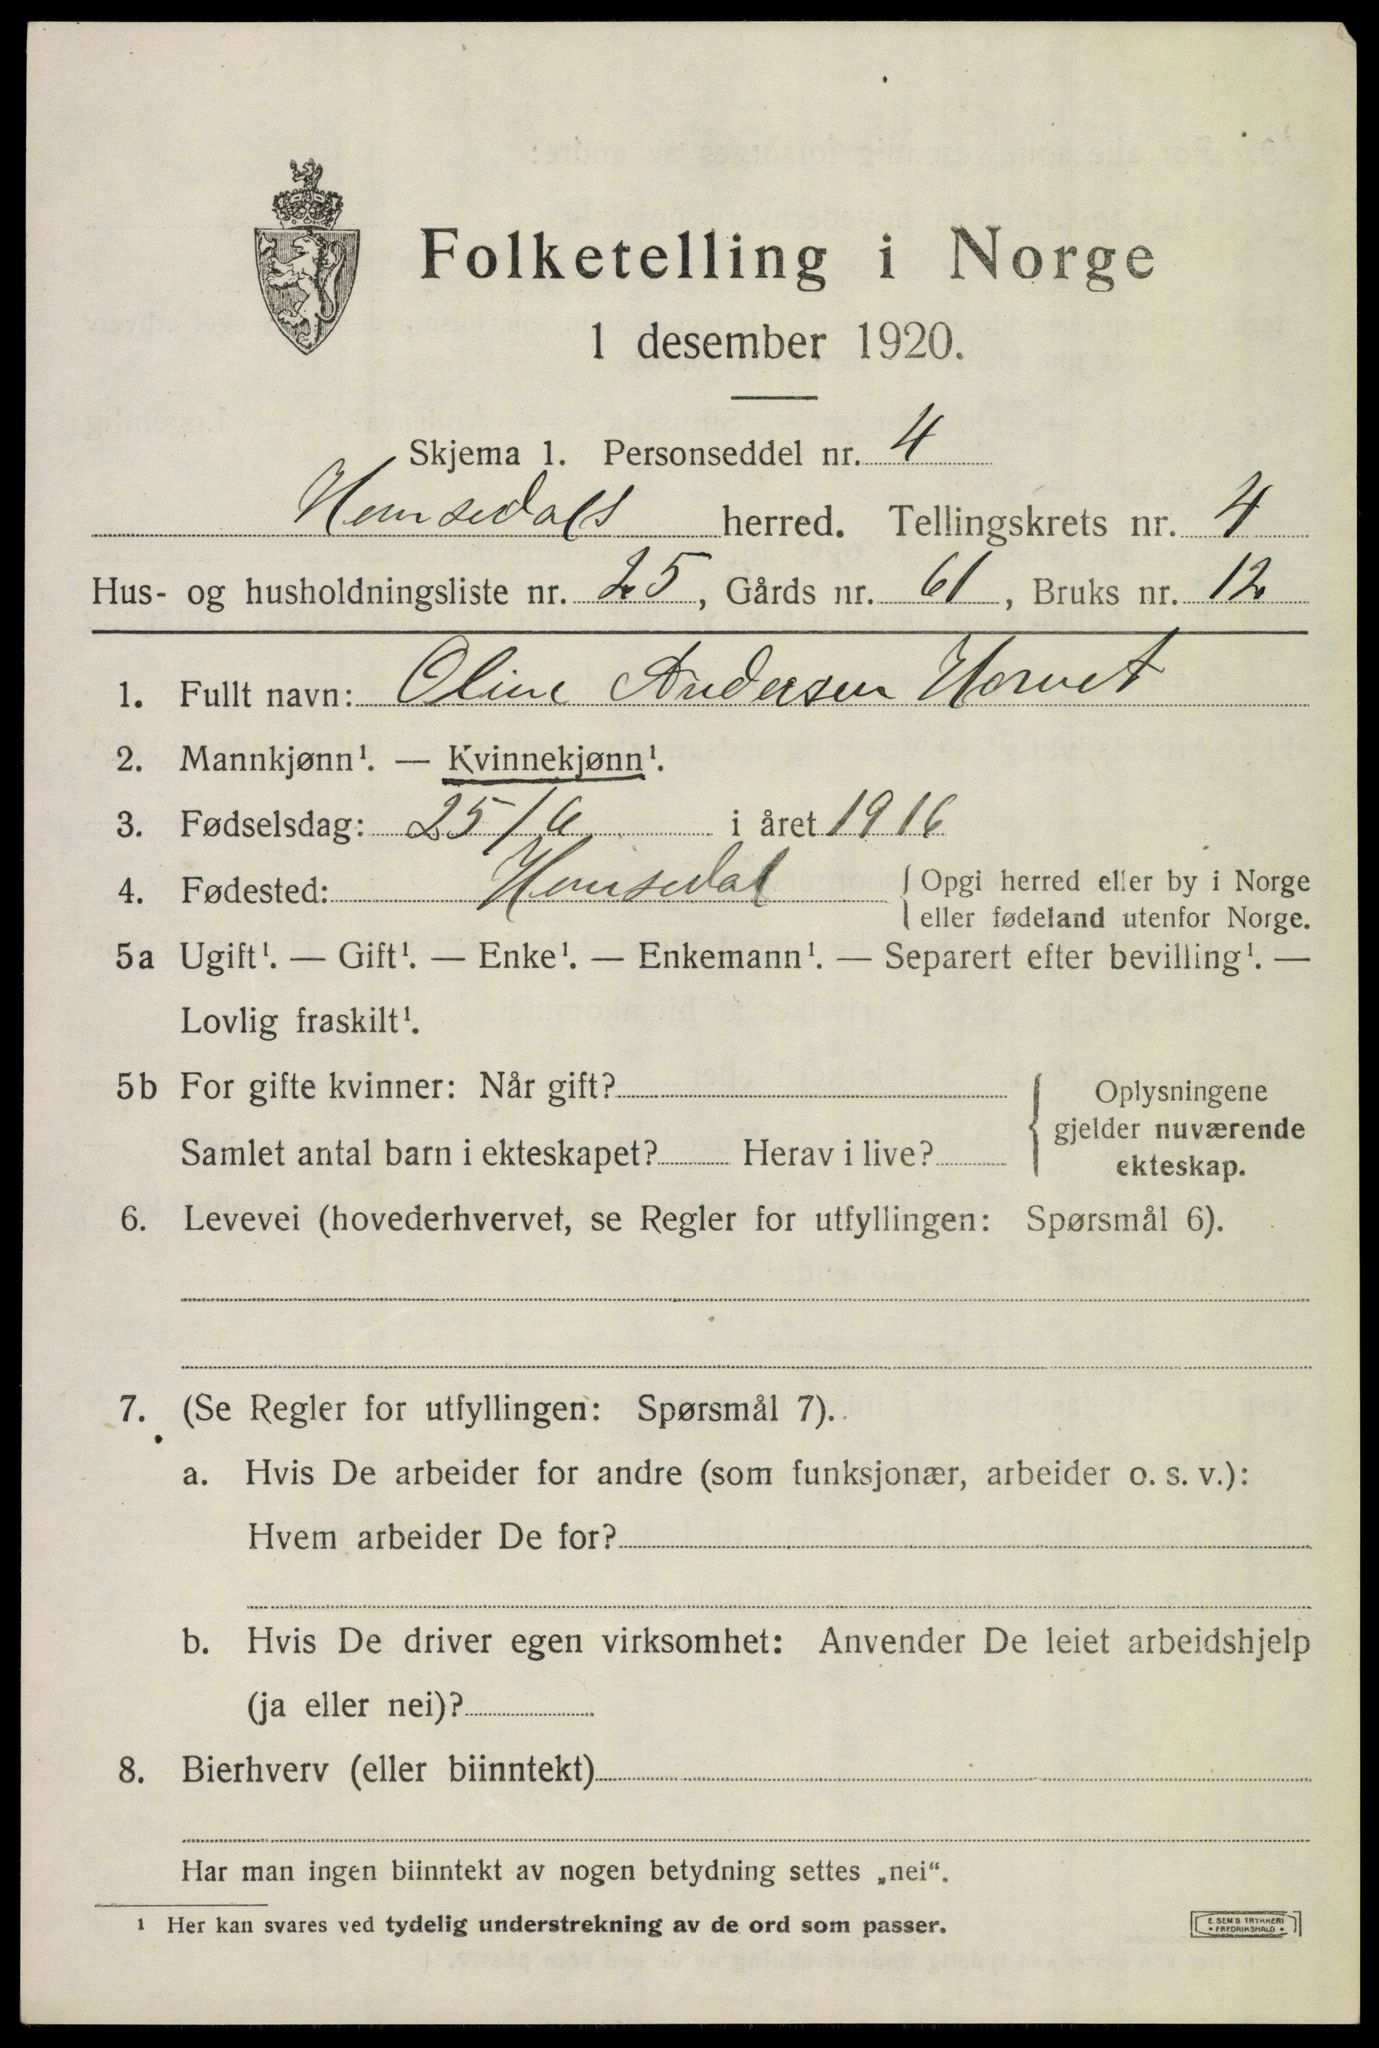 Folketelling i Norge
1 desember 1920.
Skjema 1. Personseddel nr. 4
Hemsedals herred. Tellingskrets nr. 4
Hus- og husholdningsliste nr. 25, Gårds nr. 61, Bruks nr. 12
1. Fullt navn: Oline Andersen Horvet
2. Mannkjønn¹. — Kvinnekjønn¹.
3. Fødselsdag: 25/6 i året 1916
4. Fødested: Hemsedal { Opgi herred eller by i Norge
eller fødeland utenfor Norge.
5a Ugift¹. — Gift¹. — Enke¹. — Enkemann¹. — Separert efter bevilling¹. —
Lovlig fraskilt¹.
5b For gifte kvinner: Når gift?
Samlet antal barn i ekteskapet? Herav i live?
Oplysningene
gjelder nuværende
ekteskap.
6. Levevei (hovederhvervet, se Regler for utfyllingen: Spørsmål 6).
7. (Se Regler for utfyllingen: Spørsmål 7).
a. Hvis De arbeider for andre (som funksjonær, arbeider o. s. v.):
Hvem arbeider De for?
b. Hvis De driver egen virksomhet: Anvender De leiet arbeidshjelp
(ja eller nei)?
8. Bierhverv (eller biinntekt)
Har man ingen biinntekt av nogen betydning settes „nei“.
¹ Her kan svares ved tydelig understrekning av de ord som passer.
E. SEMS TRYKKERI
• FREDRIKSHALD •